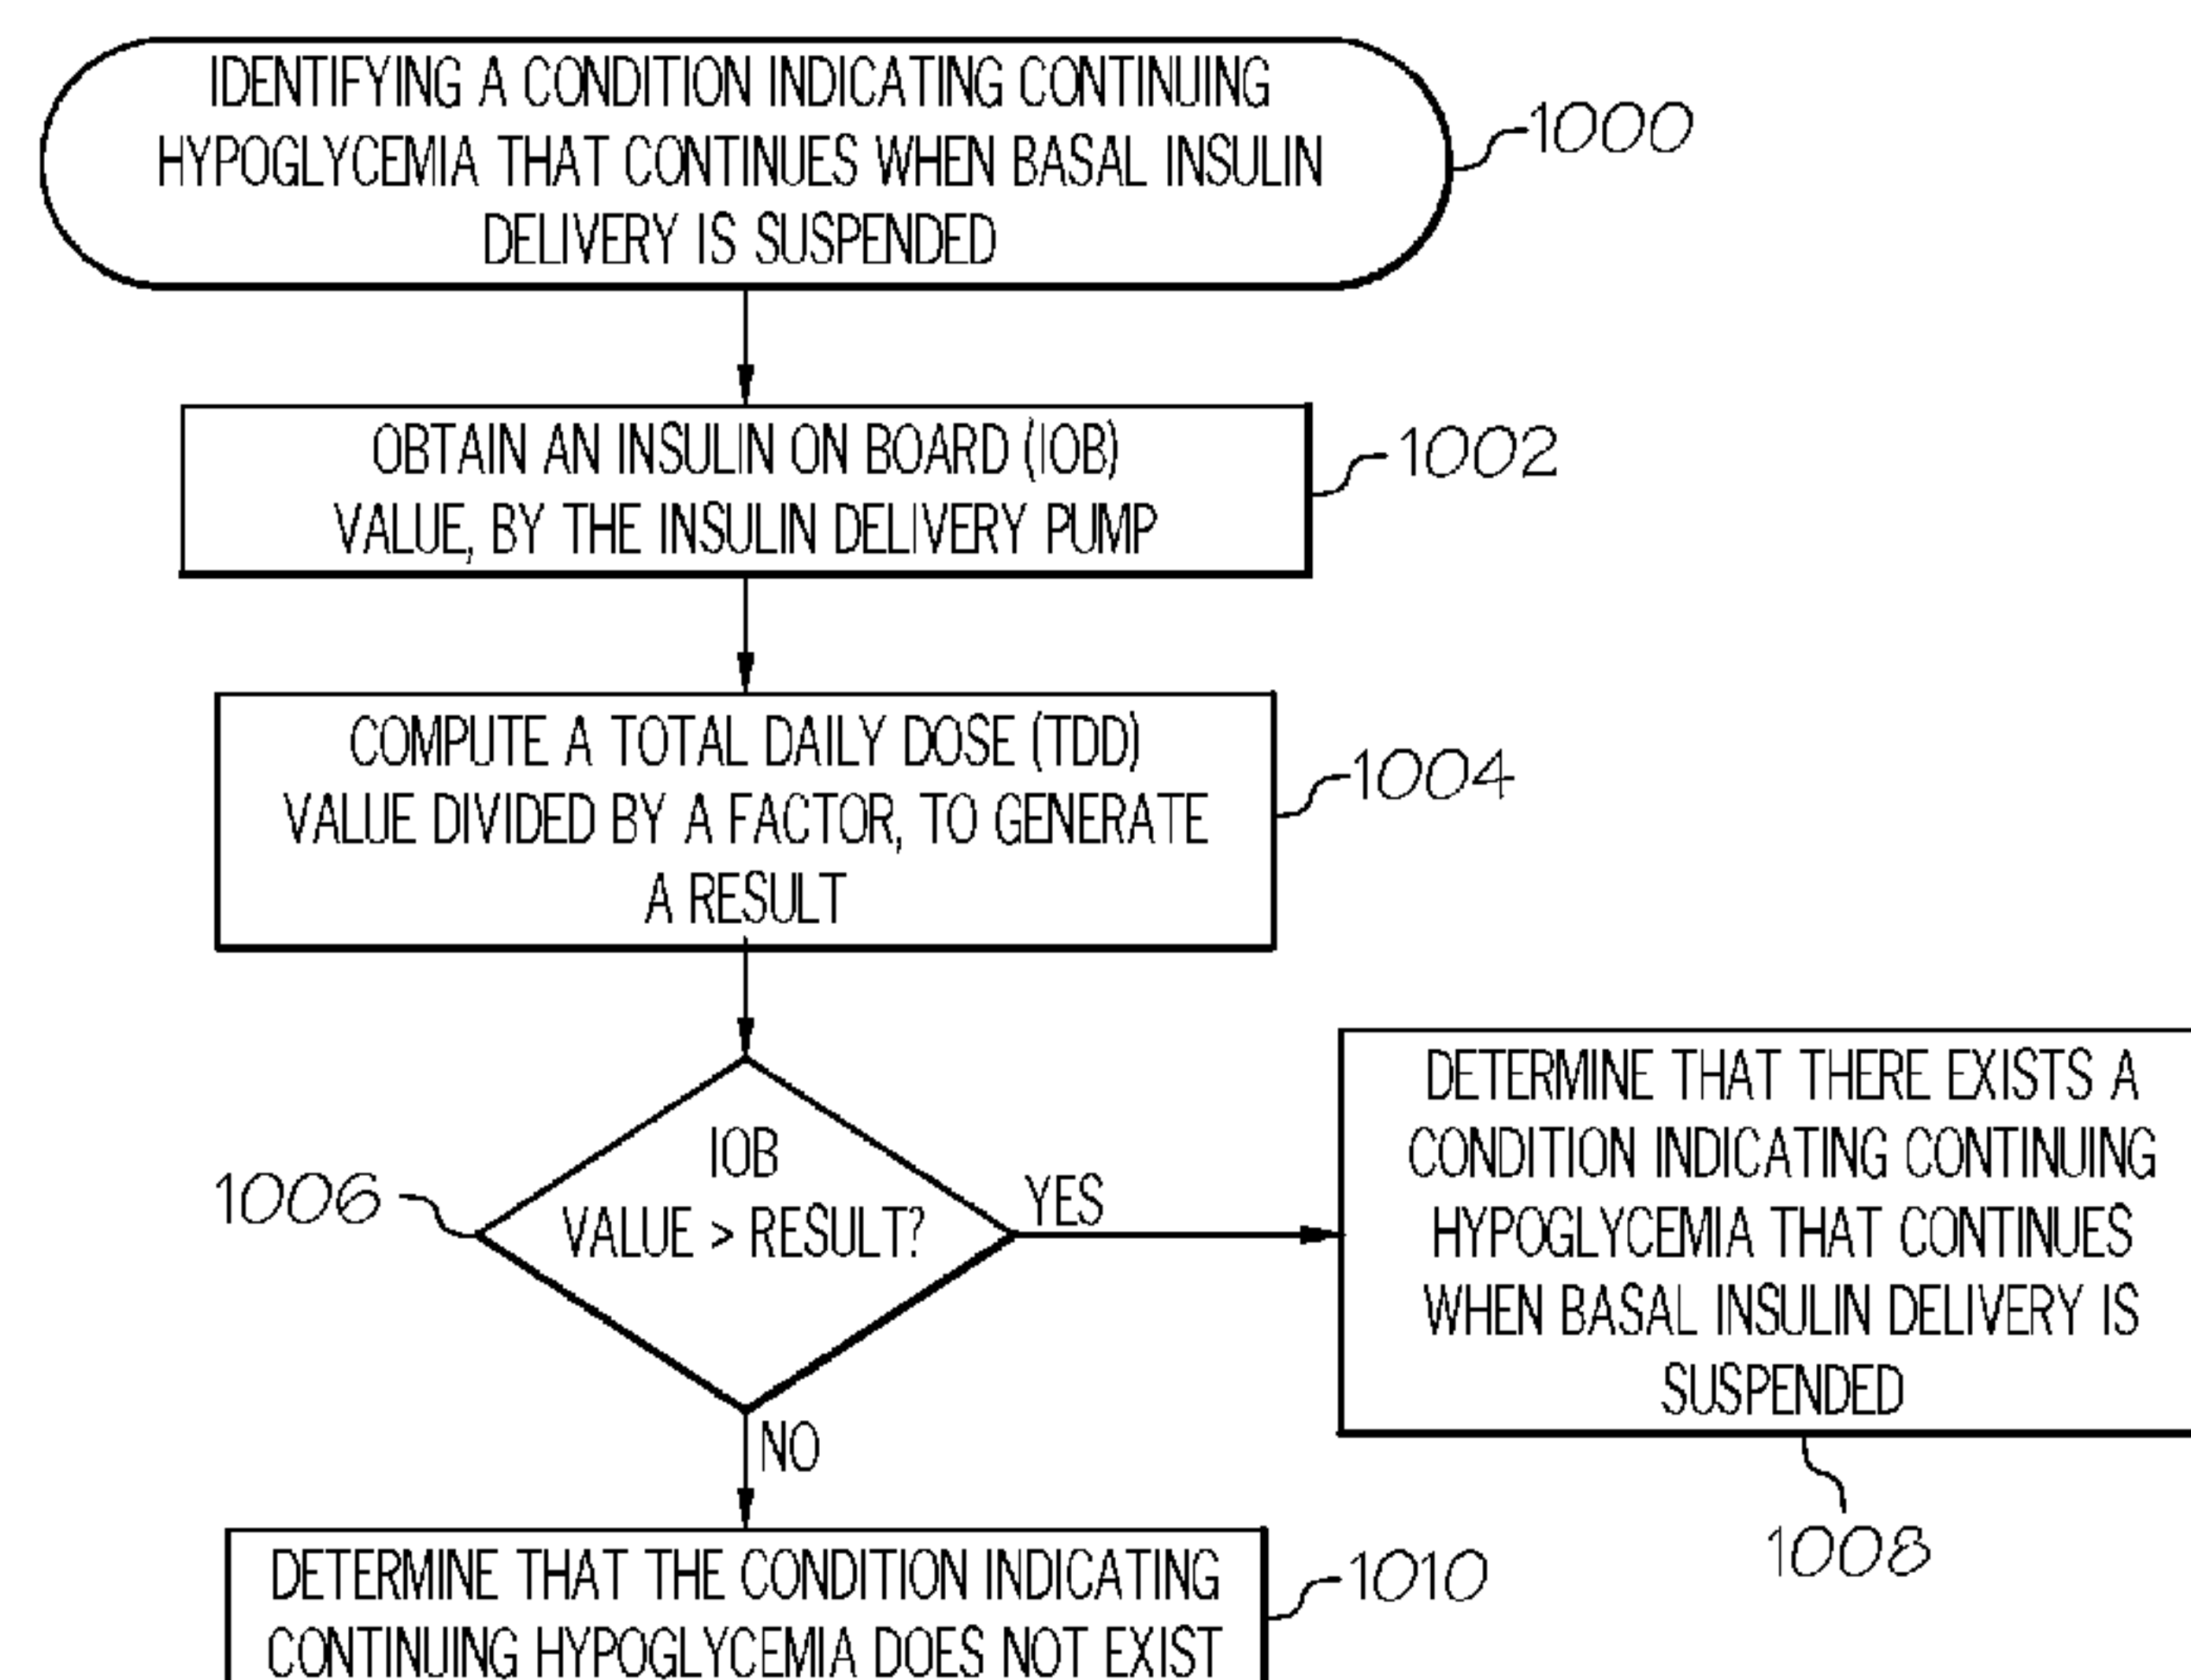 IDENTIFYING A CONDITION INDICATING CONTINUING
HYPOGLYCEMIA THAT CONTINUES WHEN BASAL INSULIN
DELIVERY IS SUSPENDED
1000
OBTAIN AN INSULIN ON BOARD (IOB)
VALUE, BY THE INSULIN DELIVERY PUMP
1002
COMPUTE A TOTAL DAILY DOSE (TDD)
VALUE DIVIDED BY A FACTOR, TO GENERATE
A RESULT
1004
IOB
VALUE > RESULT?
1006
YES
DETERMINE THAT THERE EXISTS A
CONDITION INDICATING CONTINUING
HYPOGLYCEMIA THAT CONTINUES
WHEN BASAL INSULIN DELIVERY IS
SUSPENDED
1008
NO
DETERMINE THAT THE CONDITION INDICATING
CONTINUING HYPOGLYCEMIA DOES NOT EXIST
1010